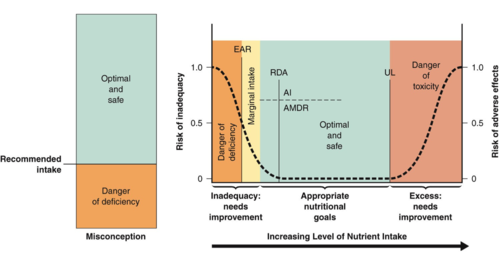 Optimal
and
safe
Recommended
intake
Danger
of deficiency
Misconception
Risk of inadequacy
1.0
0.5
0
EAR
Danger of
deficiency
Marginal intake
RDA
AI
AMDR
Optimal
and
safe
UL
Danger
of
toxicity
1.0
0.5
0
Risk of adverse effects
Inadequacy:
needs
improvement
Appropriate
nutritional
goals
Excess:
needs
improvement
Increasing Level of Nutrient Intake